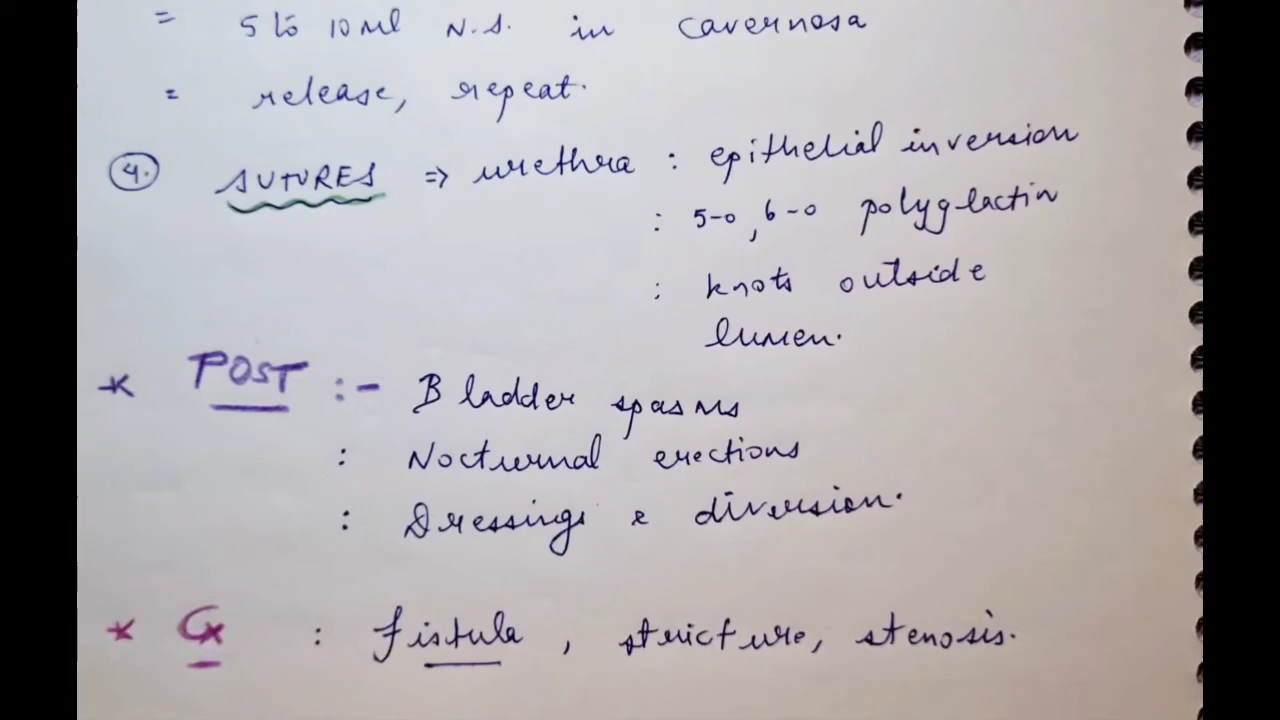 = 5 to 10 ml N.S. in cavernosa
= release, repeat.
4. SUTURES => urethra : epithelial inversion
: 5-0, 6-0 polyglactin
: knots outside
lumen.
* POST :- Bladder spasms
: Nocturnal erections
: Dressings & diversion.
* Cx : fistula, stricture, stenosis.